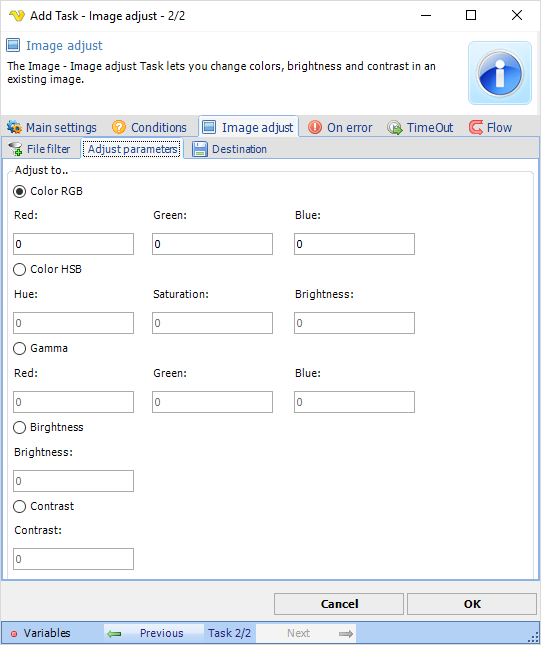 Add Task - Image adjust - 2/2
Image adjust
The Image - Image adjust Task lets you change colors, brightness and contrast in an
existing image.
Main settings Conditions Image adjust On error TimeOut Flow
File filter Adjust parameters Destination
Adjust to..
Color RGB
Red: Green: Blue:
0 0 0
Color HSB
Hue: Saturation: Brightness:
0 0 0
Gamma
Red: Green: Blue:
0 0 0
Birghtness
Brightness:
0
Contrast
Contrast:
0
Cancel OK
Variables Previous Task 2/2 Next